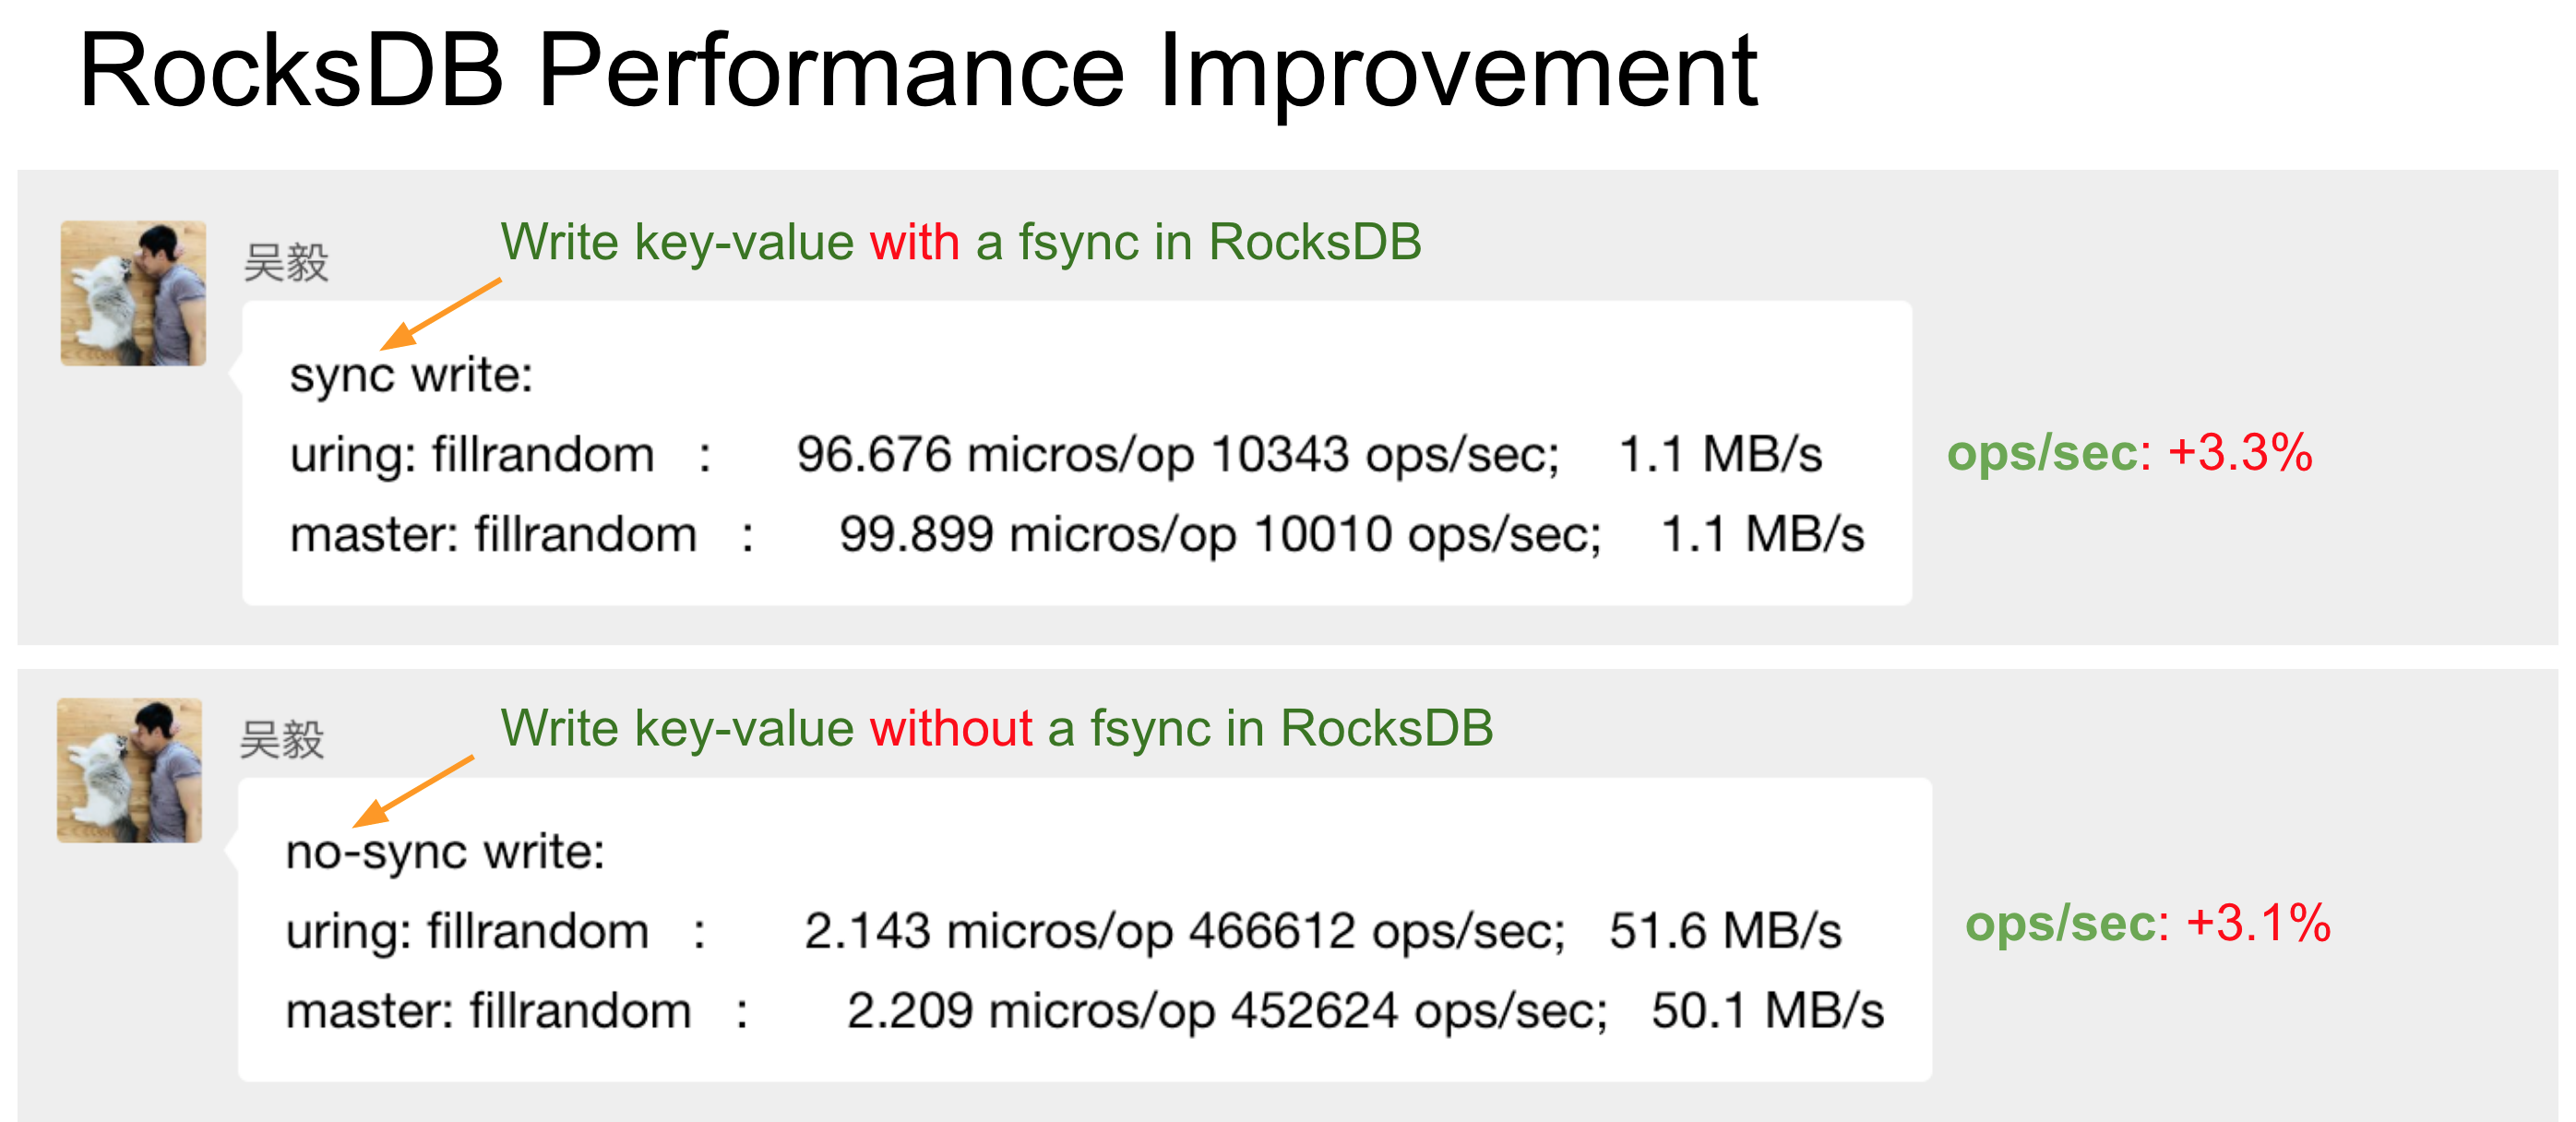 RocksDB Performance Improvement
吴毅
Write key-value with a fsync in RocksDB
sync write:
uring: fillrandom : 96.676 micros/op 10343 ops/sec; 1.1 MB/s
master: fillrandom : 99.899 micros/op 10010 ops/sec; 1.1 MB/s
ops/sec: +3.3%
吴毅
Write key-value without a fsync in RocksDB
no-sync write:
uring: fillrandom : 2.143 micros/op 466612 ops/sec; 51.6 MB/s
master: fillrandom : 2.209 micros/op 452624 ops/sec; 50.1 MB/s
ops/sec: +3.1%